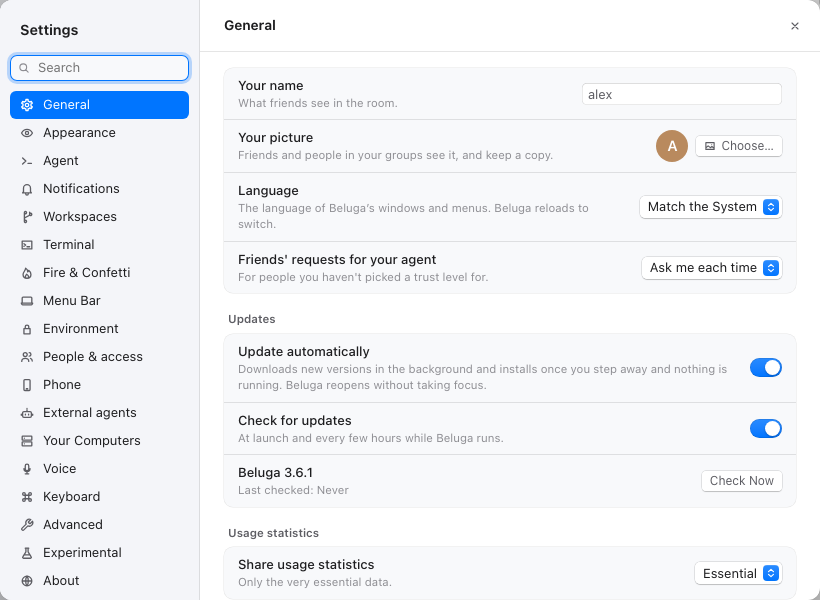 Settings
Search
General
Appearance
Agent
Notifications
Workspaces
Terminal
Fire & Confetti
Menu Bar
Environment
People & access
Phone
External agents
Your Computers
Voice
Keyboard
Advanced
Experimental
About
General
Your name
What friends see in the room.
alex
Your picture
Friends and people in your groups see it, and keep a copy.
A
Choose...
Language
The language of Beluga's windows and menus. Beluga reloads to
switch.
Match the System
Friends' requests for your agent
For people you haven't picked a trust level for.
Ask me each time
Updates
Update automatically
Downloads new versions in the background and installs once you step away and nothing is
running. Beluga reopens without taking focus.
Check for updates
At launch and every few hours while Beluga runs.
Beluga 3.6.1
Last checked: Never
Check Now
Usage statistics
Share usage statistics
Only the very essential data.
Essential